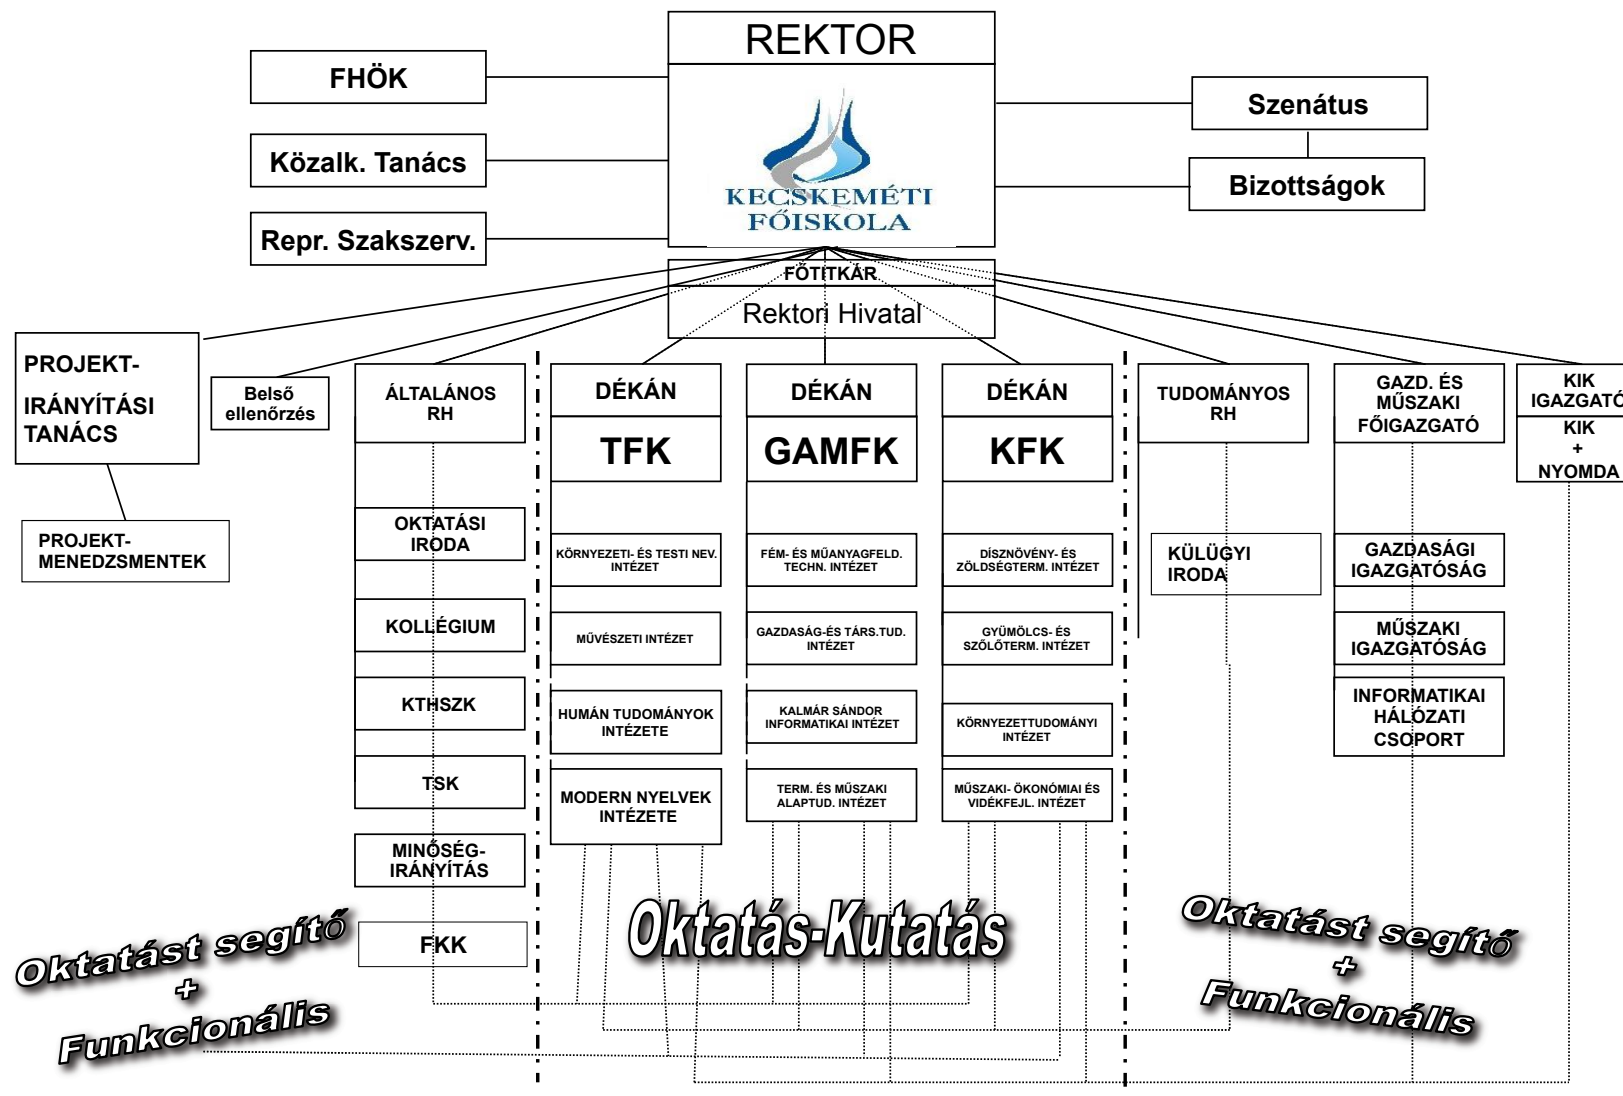 REKTOR
FHÖK
Közalk. Tanács
Repr. Szakszerv.
KECSKEMÉTI
FŐISKOLA
Szenátus
Bizottságok
FŐTITKÁR
Rektori Hivatal
PROJEKT-
IRÁNYÍTÁSI
TANÁCS
PROJEKT-
MENEDZSMENTEK
Belső
ellenőrzés
ÁLTALÁNOS
RH
OKTATÁSI
IRODA
KOLLÉGIUM
KTHSZK
TSK
MINŐSÉG-
IRÁNYÍTÁS
FKK
DÉKÁN
TFK
KÖRNYEZETI- ÉS TESTI NEV.
INTÉZET
MŰVÉSZETI INTÉZET
HUMÁN TUDOMÁNYOK
INTÉZETE
MODERN NYELVEK
INTÉZETE
DÉKÁN
GAMFK
FÉM- ÉS MŰANYAGFELD.
TECHN. INTÉZET
GAZDASÁG-ÉS TÁRS.TUD.
INTÉZET
KALMÁR SÁNDOR
INFORMATIKAI INTÉZET
TERM. ÉS MŰSZAKI
ALAPTUD. INTÉZET
DÉKÁN
KFK
DÍSZNÖVÉNY- ÉS
ZÖLDSÉGTERM. INTÉZET
GYÜMÖLCS- ÉS
SZŐLŐTERM. INTÉZET
KÖRNYEZETTUDOMÁNYI
INTÉZET
MŰSZAKI- ÖKONÓMIAI ÉS
VIDÉKFEJL. INTÉZET
TUDOMÁNYOS
RH
KÜLÜGYI
IRODA
GAZD. ÉS
MŰSZAKI
FŐIGAZGATÓ
GAZDASÁGI
IGAZGATÓSÁG
MŰSZAKI
IGAZGATÓSÁG
INFORMATIKAI
HÁLÓZATI
CSOPORT
KIK
IGAZGATÓ
KIK
+
NYOMDA
Oktatást segítő
+
Funkcionális
Oktatás-Kutatás
Oktatást segítő
+
Funkcionális